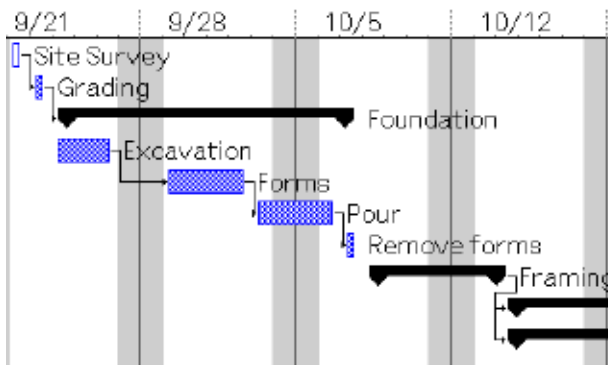 9/21 9/28 10/5 10/12
Site Survey
Grading
Foundation
Excavation
Forms
Pour
Remove forms
Framing